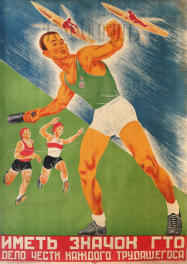 ИМЕТЬ ЗНАЧОК ГТО
ДЕЛО ЧЕСТИ КАЖДОГО ТРУДЯЩЕГОСЯ